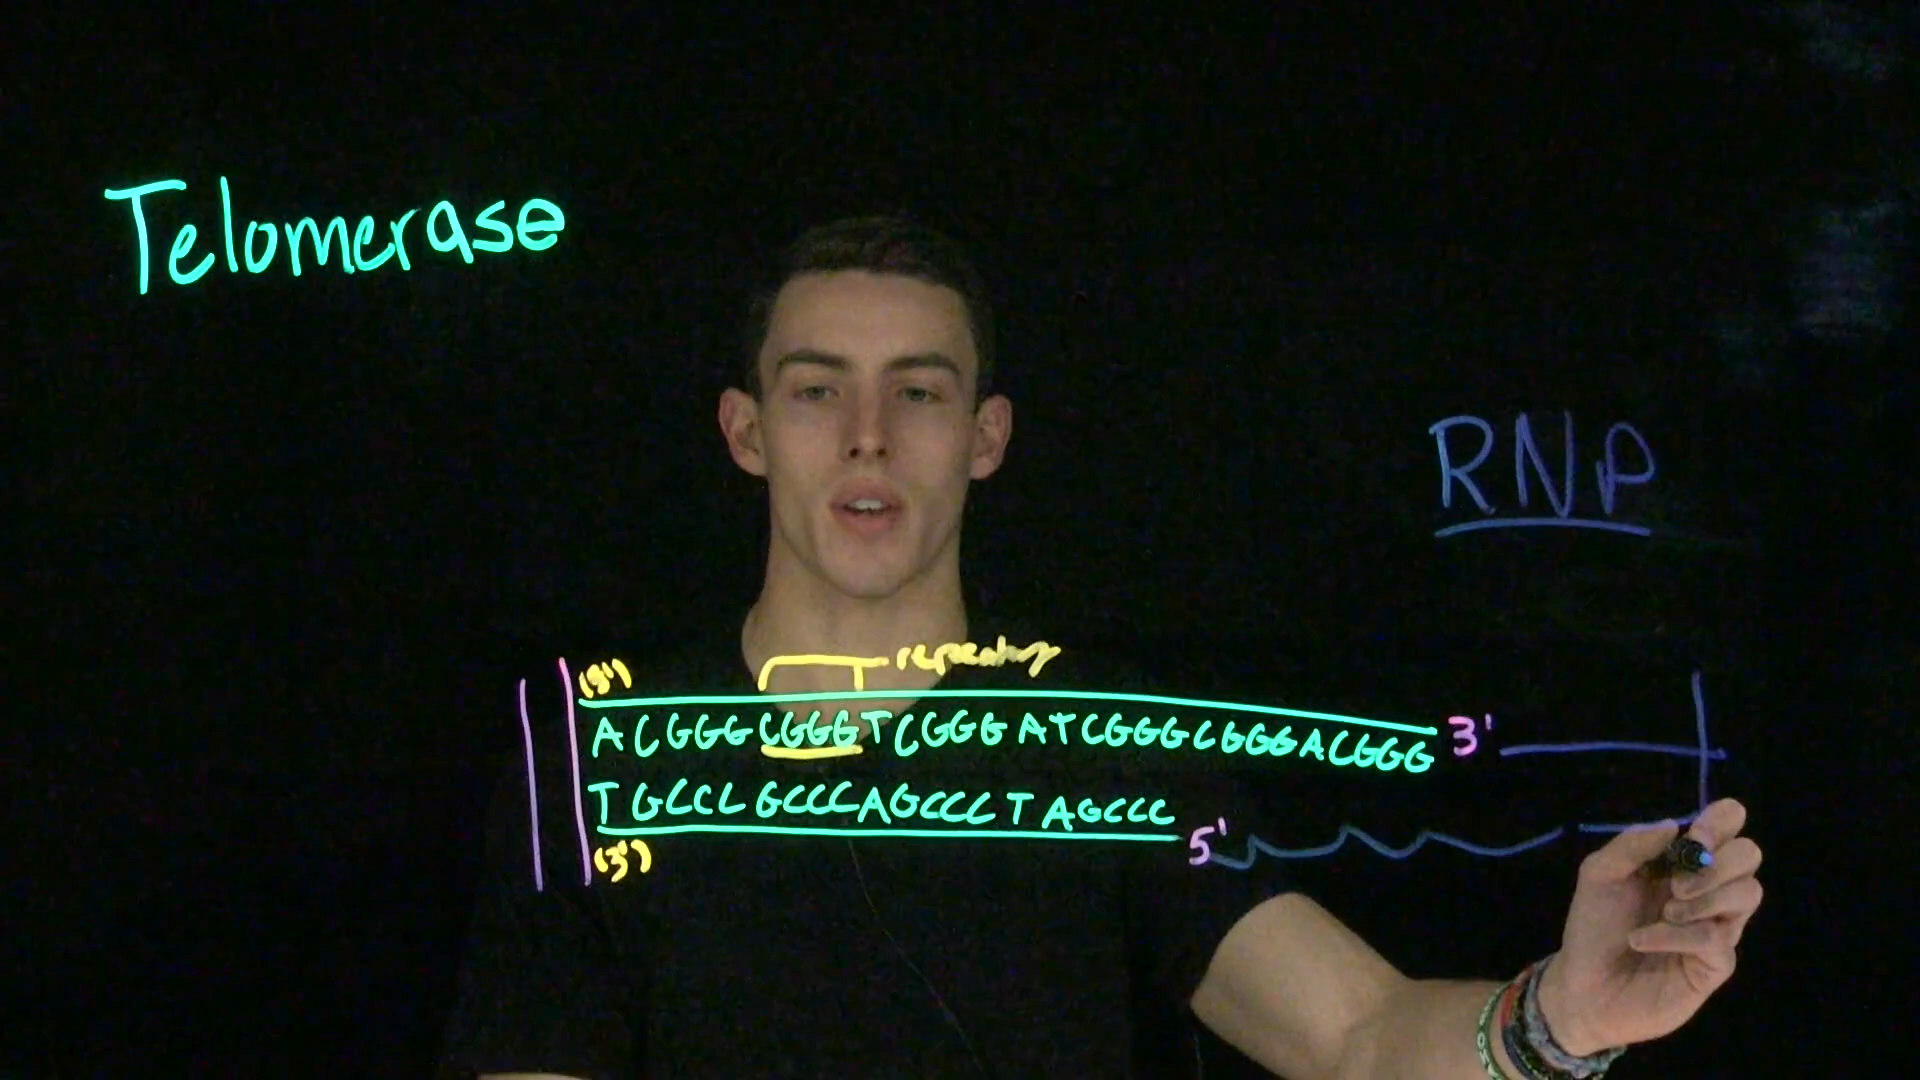 Telomerase
RNP
repeating
(5')
ACGGGCGGGTCGGGATCGGGCGGGACGGG 3'
TGCCCGCCCAGCCCTAGCCC 5'
(3')